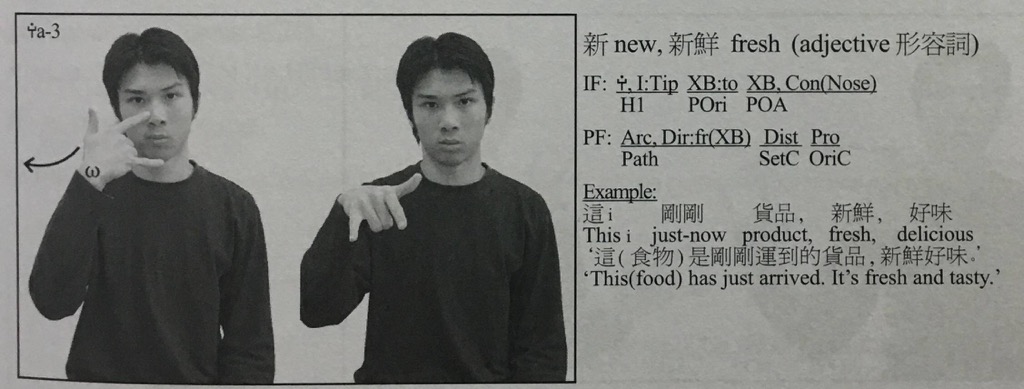 ჭa-3
ω
新 new, 新鮮 fresh (adjective 形容詞)
IF: , I:Tip XB:to XB, Con(Nose)
H1 POri POA
PF: Arc, Dir:fr(XB) Dist Pro
Path SetC OriC
Example:
這i 剛剛 貨品, 新鮮, 好味
This i just-now product, fresh, delicious
‘這(食物)是剛剛運到的貨品,新鮮好味。’
‘This(food) has just arrived. It’s fresh and tasty.’